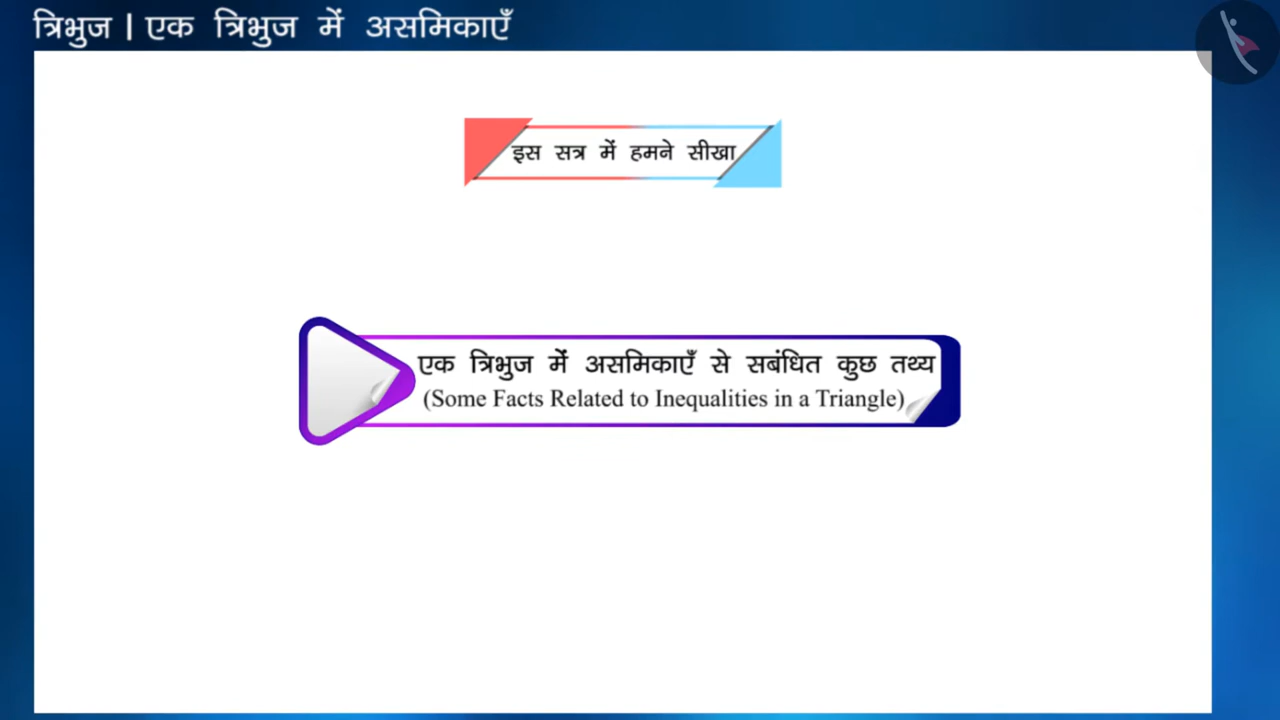 त्रिभुज | एक त्रिभुज में असमिकाएँ
इस सत्र में हमने सीखा
एक त्रिभुज में असमिकाएँ से सबंधित कुछ तथ्य
(Some Facts Related to Inequalities in a Triangle)